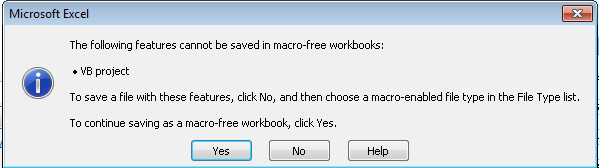 Microsoft Excel
The following features cannot be saved in macro-free workbooks:
• VB project
To save a file with these features, click No, and then choose a macro-enabled file type in the File Type list.
To continue saving as a macro-free workbook, click Yes.
Yes No Help